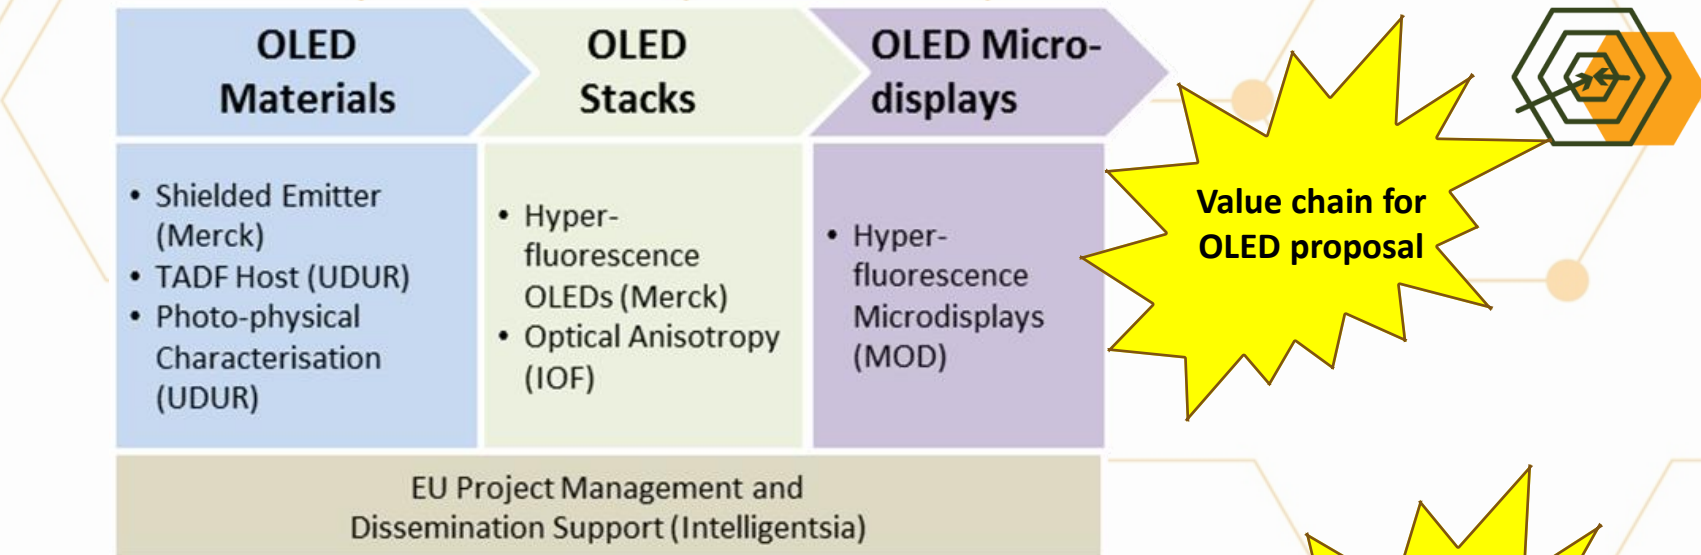 OLED
Materials
OLED
Stacks
OLED Micro-
displays
• Shielded Emitter
(Merck)
• TADF Host (UDUR)
• Photo-physical
Characterisation
(UDUR)
• Hyper-
fluorescence
OLEDs (Merck)
• Optical Anisotropy
(IOF)
• Hyper-
fluorescence
Microdisplays
(MOD)
Value chain for
OLED proposal
EU Project Management and
Dissemination Support (Intelligentsia)